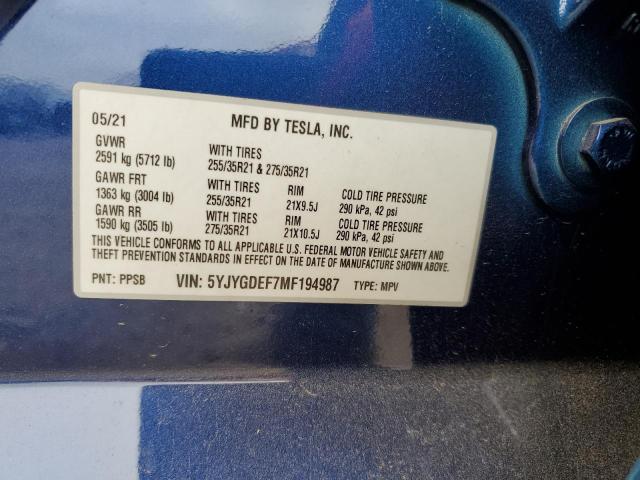 05/21 MFD BY TESLA, INC.
GVWR
2591 kg (5712 lb) WITH TIRES 255/35R21 & 275/35R21
GAWR FRT WITH TIRES RIM COLD TIRE PRESSURE
1363 kg (3004 lb) 255/35R21 21X9.5J 290 kPa, 42 psi
GAWR RR WITH TIRES RIM COLD TIRE PRESSURE
1590 kg (3505 lb) 275/35R21 21X10.5J 290 kPa, 42 psi
THIS VEHICLE CONFORMS TO ALL APPLICABLE U.S. FEDERAL MOTOR VEHICLE SAFETY AND
THEFT PREVENTION STANDARDS IN EFFECT ON THE DATE OF MANUFACTURE SHOWN ABOVE.
PNT: PPSB VIN: 5YJYGDEF7MF194987 TYPE: MPV